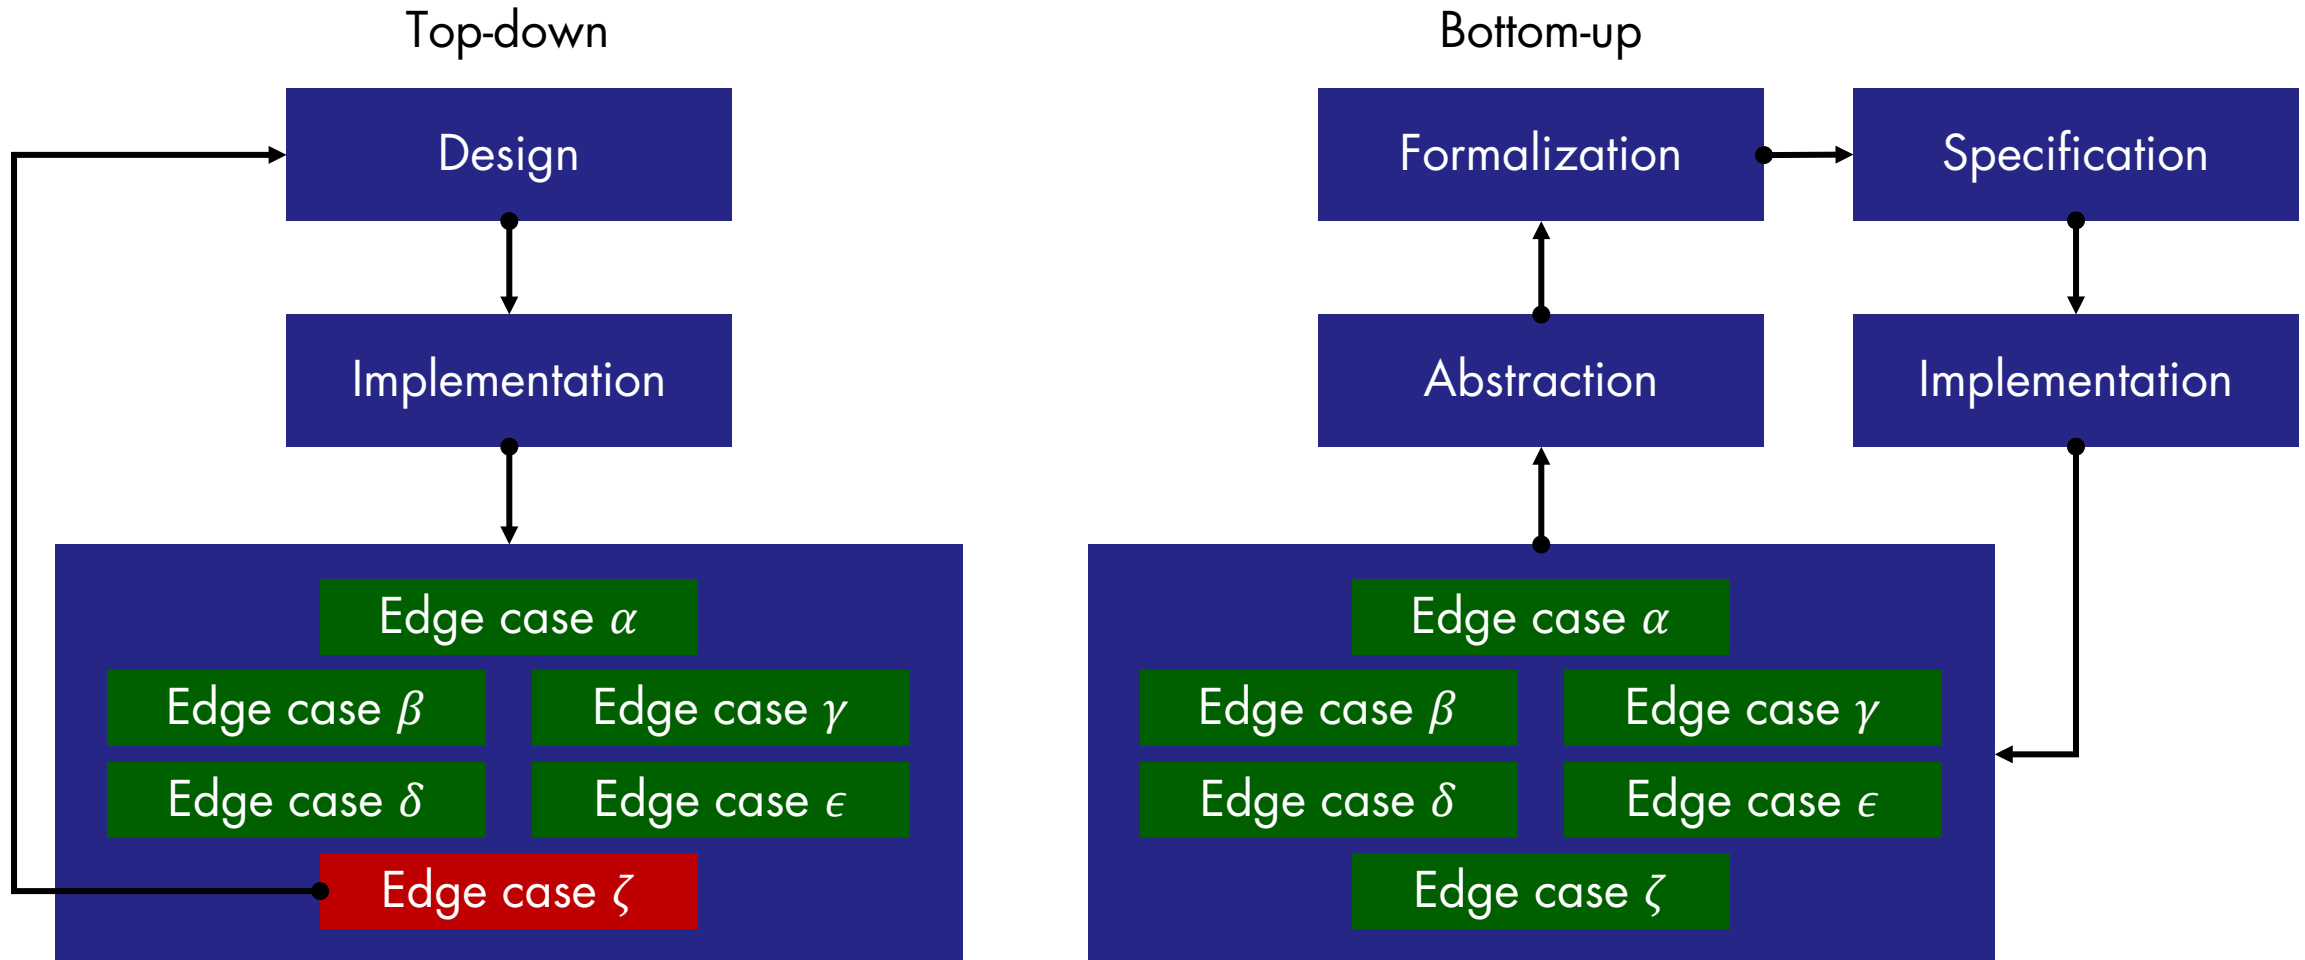 Top-down
Design
Implementation
Edge case α
Edge case β
Edge case γ
Edge case δ
Edge case ϵ
Edge case ζ
Bottom-up
Formalization
Specification
Abstraction
Implementation
Edge case α
Edge case β
Edge case γ
Edge case δ
Edge case ϵ
Edge case ζ